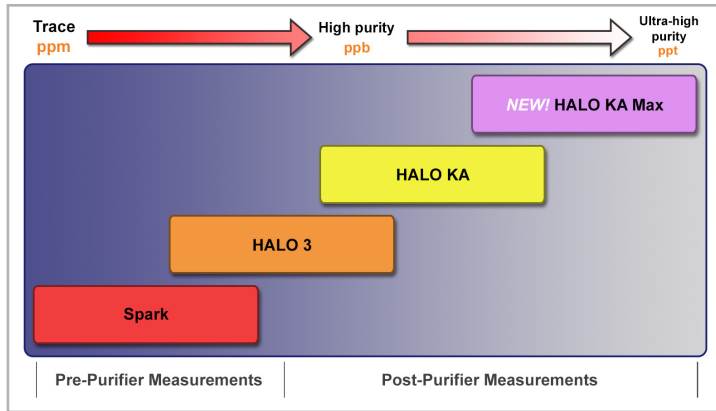 Trace
ppm
High purity
ppb
Ultra-high
purity
ppt
NEW! HALO KA Max
HALO KA
HALO 3
Spark
Pre-Purifier Measurements
Post-Purifier Measurements